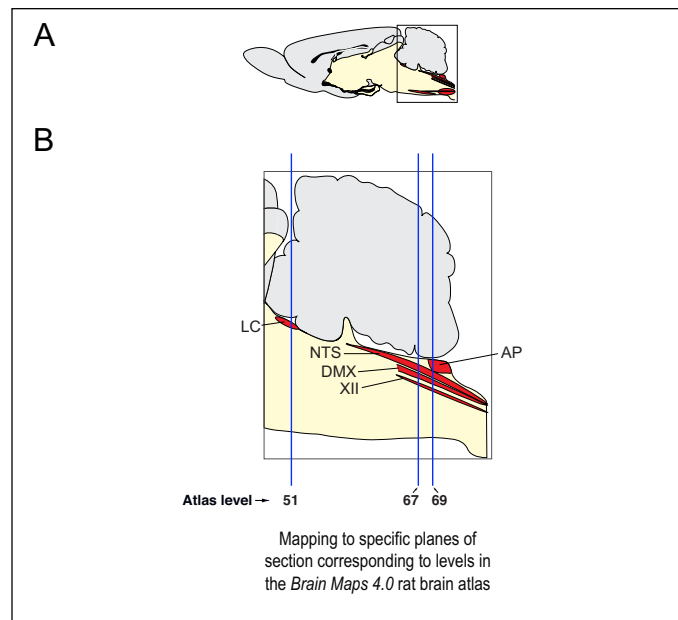 A
B
LC
NTS
AP
DMX
XII
Atlas level → 51 67 69
Mapping to specific planes of
section corresponding to levels in
the Brain Maps 4.0 rat brain atlas